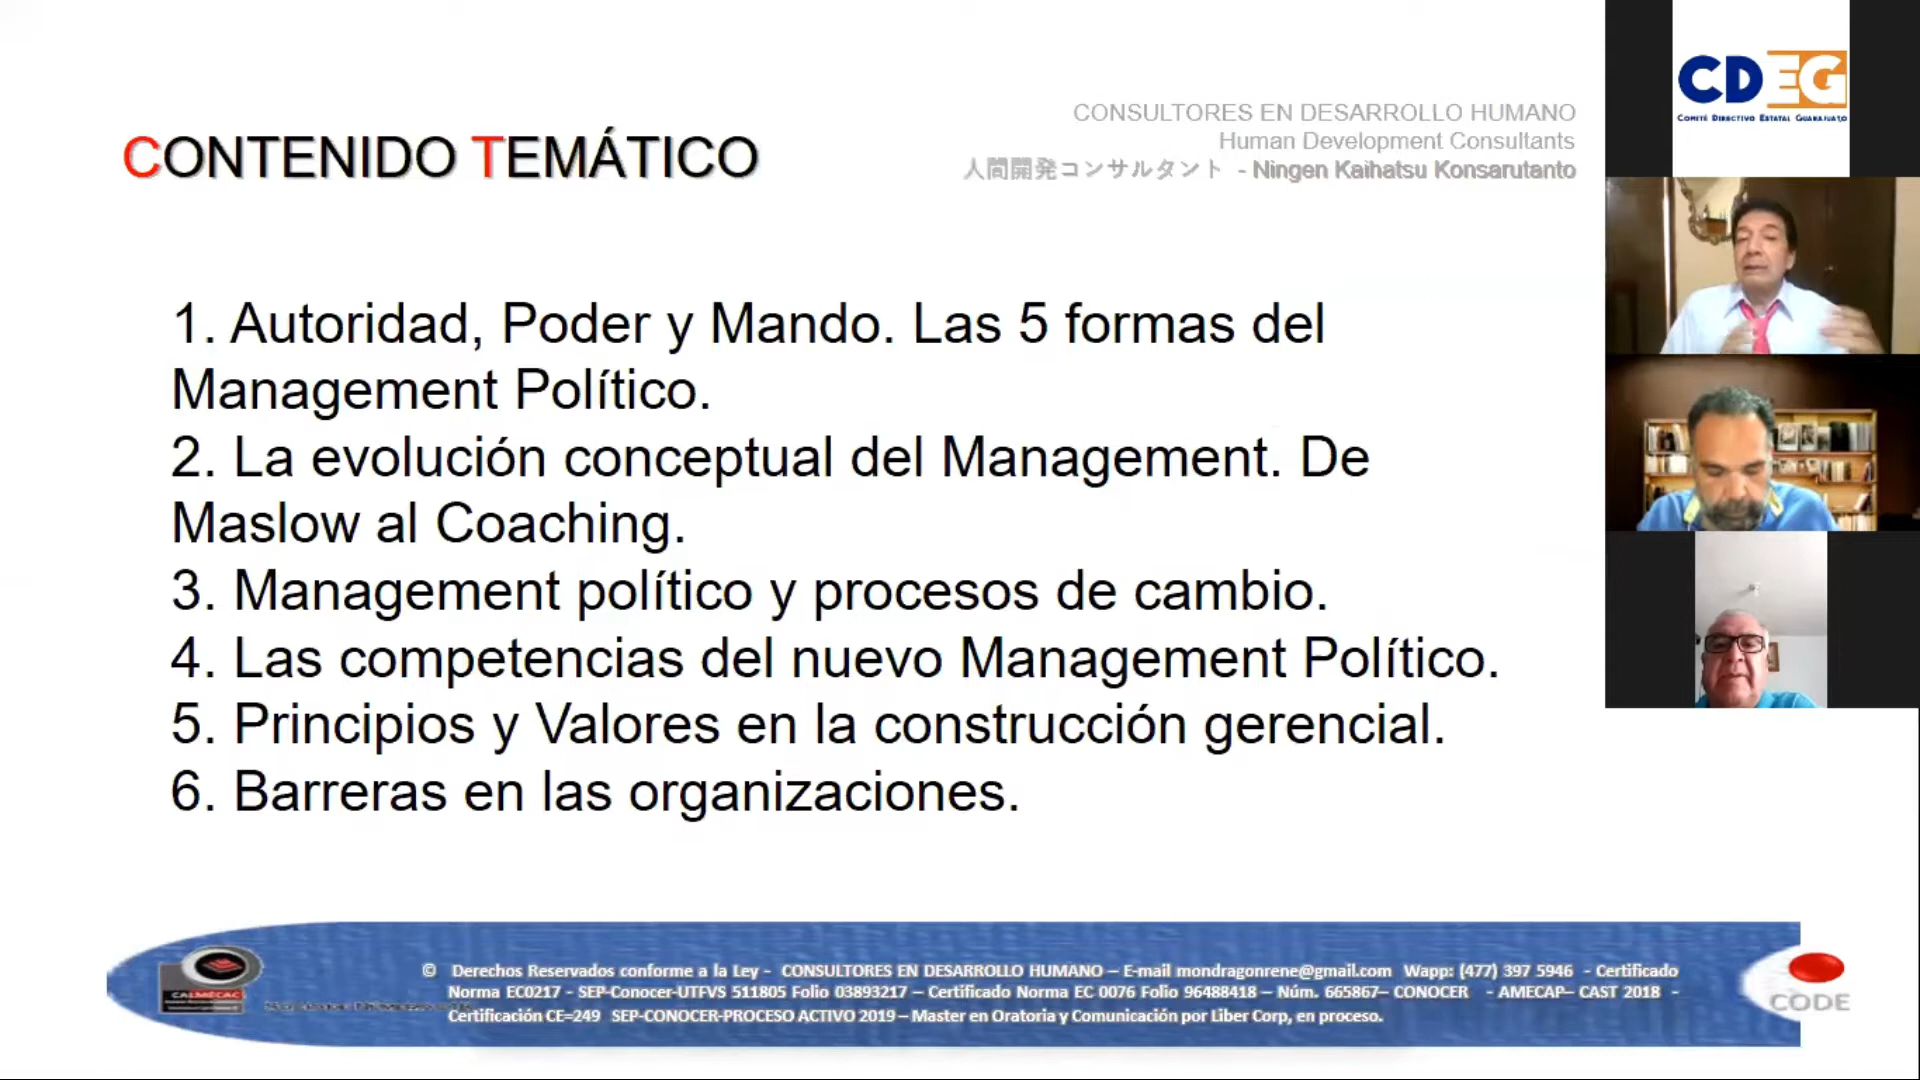 CONTENIDO TEMÁTICO
CONSULTORES EN DESARROLLO HUMANO
Human Development Consultants
人間開発コンサルタント - Ningen Kaihatsu Konsarutanto
1. Autoridad, Poder y Mando. Las 5 formas del
Management Político.
2. La evolución conceptual del Management. De
Maslow al Coaching.
3. Management político y procesos de cambio.
4. Las competencias del nuevo Management Político.
5. Principios y Valores en la construcción gerencial.
6. Barreras en las organizaciones.
CDEG
COMITÉ DIRECTIVO ESTATAL GUANAJUATO
CALMECAC
© Derechos Reservados conforme a la Ley - CONSULTORES EN DESARROLLO HUMANO – E-mail mondragonrene@gmail.com Wapp: (477) 397 5946 - Certificado
Norma EC0217 - SEP-Conocer-UTFVS 511805 Folio 03893217 – Certificado Norma EC 0076 Folio 96488418 – Núm. 665867– CONOCER - AMECAP– CAST 2018 -
Certificación CE=249 SEP-CONOCER-PROCESO ACTIVO 2019 – Master en Oratoria y Comunicación por Liber Corp, en proceso.
CODE